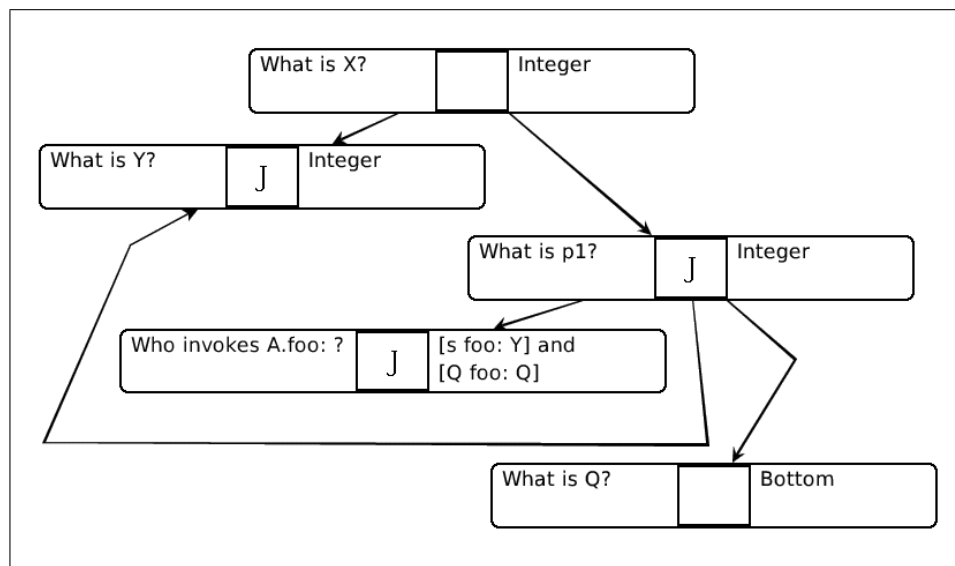 What is X? Integer
What is Y? J Integer
What is p1? J Integer
Who invokes A.foo: ? J [s foo: Y] and
[Q foo: Q]
What is Q? Bottom